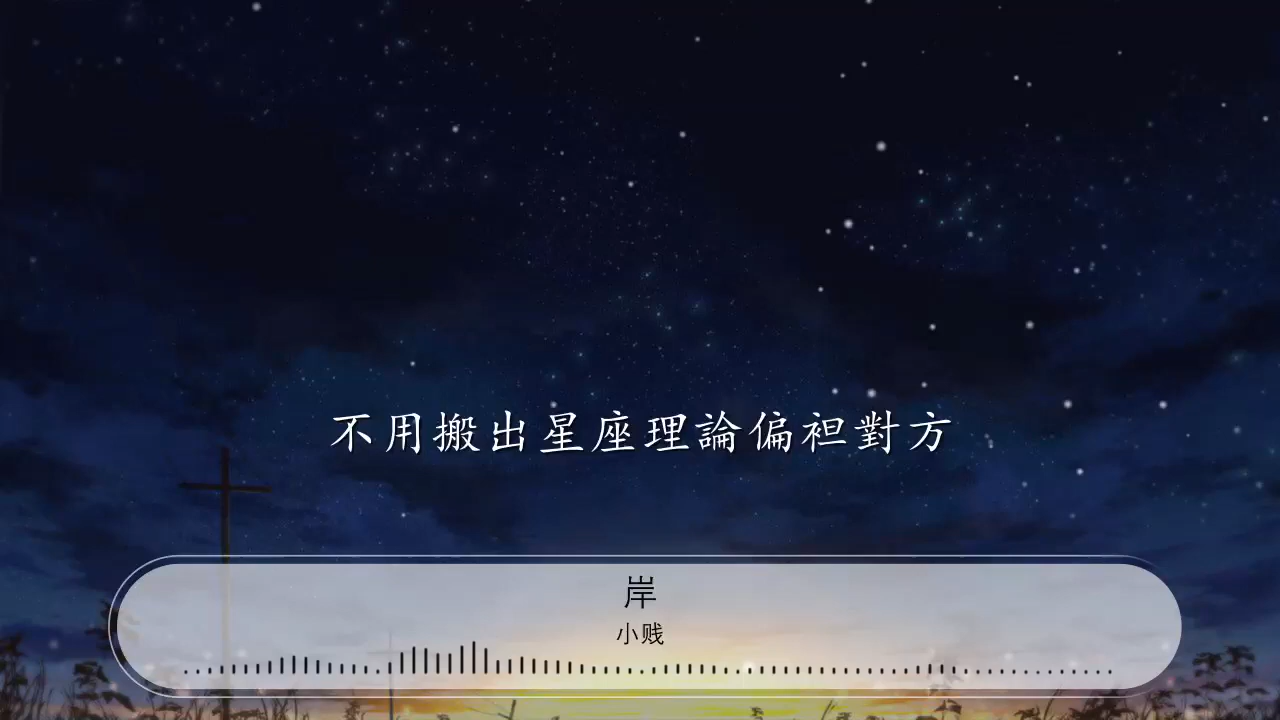 不用搬出星座理論偏袒對方
岸
小贱